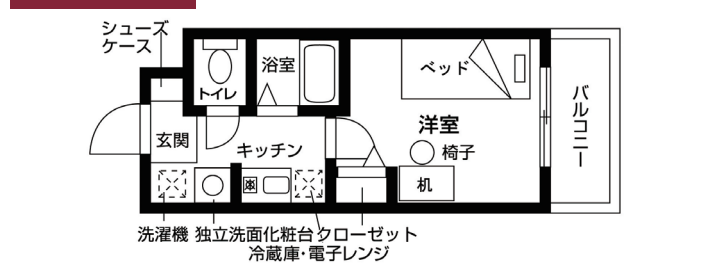 シューズ
ケース
トイレ
浴室
ベッド
バルコニー
洋室
玄関
キッチン
椅子
机
洗濯機
独立洗面化粧台
クローゼット
冷蔵庫・電子レンジ